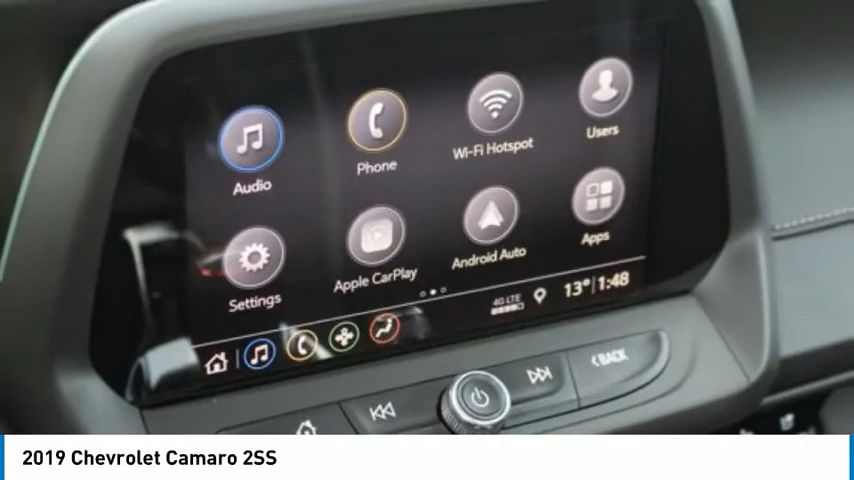 Audio
Phone
Wi-Fi Hotspot
Users
Settings
Apple CarPlay
Android Auto
Apps
4G LTE
13° 1:48
BACK
2019 Chevrolet Camaro 2SS